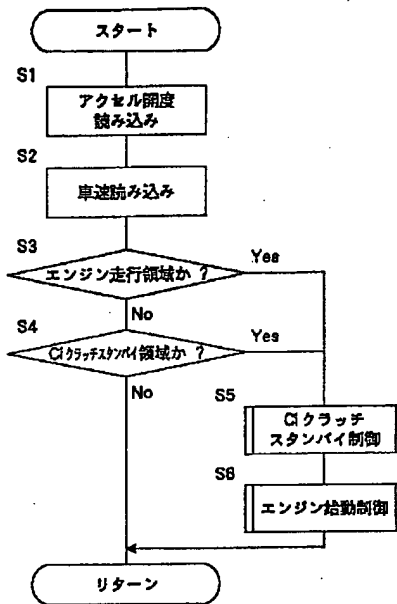 スタート
S1
アクセル開度
読み込み
S2
車速読み込み
S3
エンジン走行領域か ?
Yes
No
S4
Ciクラッチスタンバイ領域か ?
Yes
No
S5
Ciクラッチ
スタンバイ制御
S6
エンジン始動制御
リターン